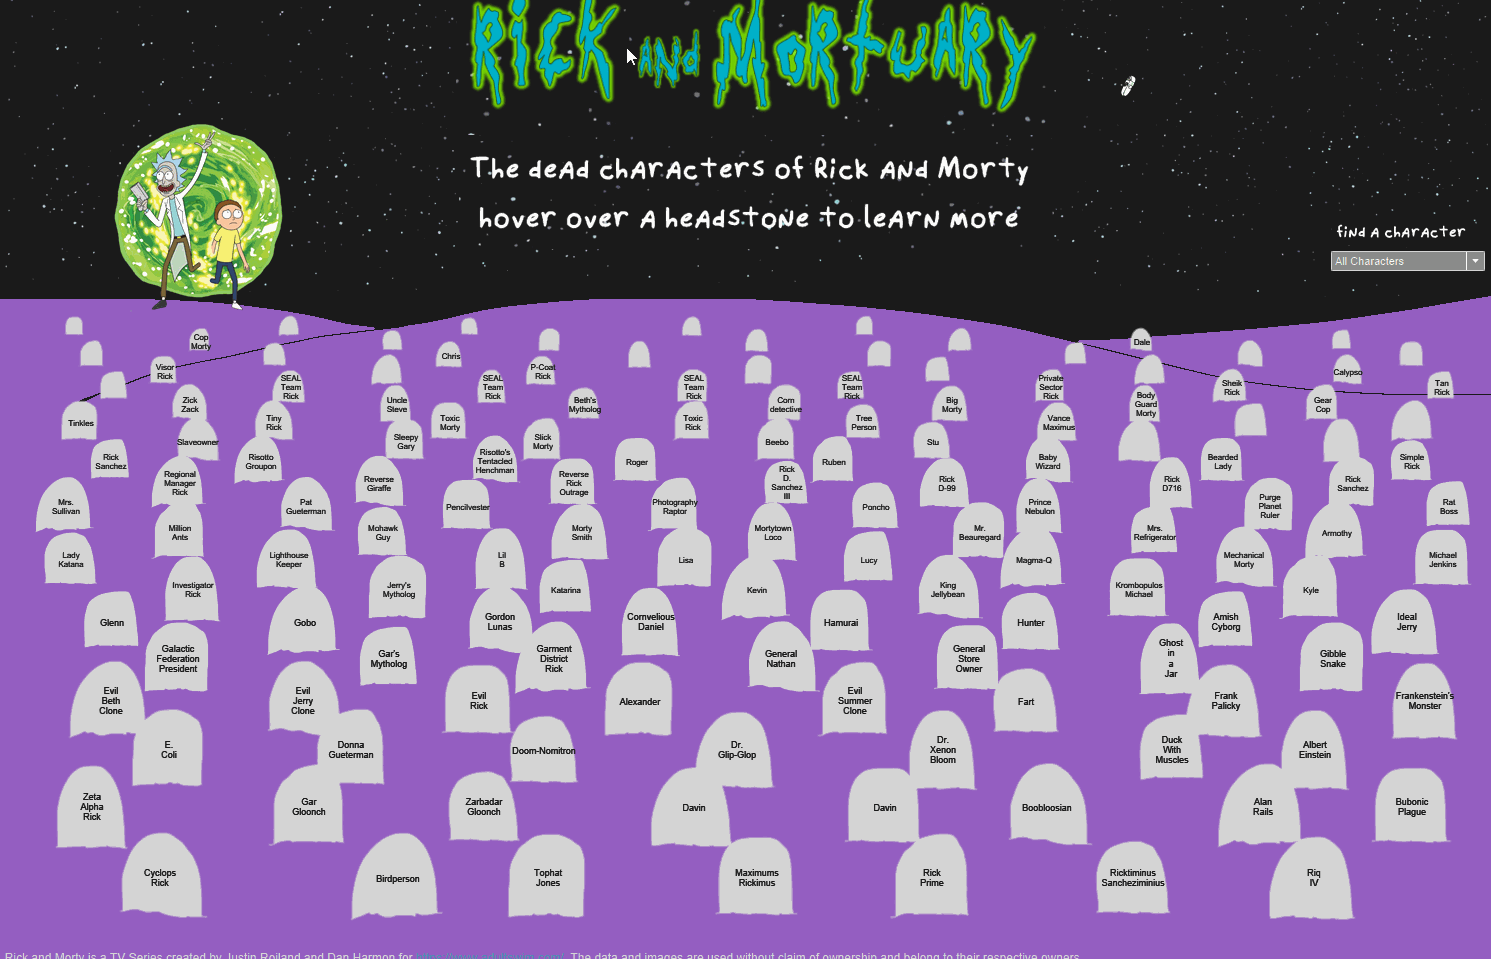 Rick and Mortuary
The dead characters of Rick and Morty
hover over a headstone to learn more
find a character
All Characters
Cop
Morty
Dale
Chris
Visor
Rick
P-Coat
Rick
Calypso
SEAL
Team
Rick
SEAL
Team
Rick
SEAL
Team
Rick
SEAL
Team
Rick
Private
Sector
Rick
Sheik
Rick
Tan
Rick
Zick
Zack
Uncle
Steve
Beth's
Mytholog
Corn
detective
Big
Morty
Body
Guard
Morty
Gear
Cop
Tinkles
Tiny
Rick
Toxic
Morty
Toxic
Rick
Tree
Person
Vance
Maximus
Slaveowner
Sleepy
Gary
Slick
Morty
Beebo
Stu
Rick
Sanchez
Risotto
Groupon
Risotto's
Tentacled
Henchman
Roger
Ruben
Baby
Wizard
Bearded
Lady
Simple
Rick
Regional
Manager
Rick
Reverse
Giraffe
Reverse
Rick
Outrage
Rick
D.
Sanchez
III
Rick
D-99
Rick
D716
Rick
Sanchez
Mrs.
Sullivan
Pat
Gueterman
Pencilvester
Photography
Raptor
Poncho
Prince
Nebulon
Purge
Planet
Ruler
Rat
Boss
Million
Ants
Mohawk
Guy
Morty
Smith
Mortytown
Loco
Mr.
Beauregard
Mrs.
Refrigerator
Armothy
Lady
Katana
Lighthouse
Keeper
Lil
B
Lisa
Lucy
Magma-Q
Mechanical
Morty
Michael
Jenkins
Investigator
Rick
Jerry's
Mytholog
Katarina
Kevin
King
Jellybean
Krombopulos
Michael
Kyle
Glenn
Gobo
Gordon
Lunas
Cornvelious
Daniel
Hamurai
Hunter
Amish
Cyborg
Ideal
Jerry
Galactic
Federation
President
Gar's
Mytholog
Garment
District
Rick
General
Nathan
General
Store
Owner
Ghost
in
a
Jar
Gibble
Snake
Evil
Beth
Clone
Evil
Jerry
Clone
Evil
Rick
Alexander
Evil
Summer
Clone
Fart
Frank
Palicky
Frankenstein's
Monster
E.
Coli
Donna
Gueterman
Doom-Nomitron
Dr.
Glip-Glop
Dr.
Xenon
Bloom
Duck
With
Muscles
Albert
Einstein
Zeta
Alpha
Rick
Gar
Gloonch
Zarbadar
Gloonch
Davin
Davin
Boobloosian
Alan
Rails
Bubonic
Plague
Cyclops
Rick
Birdperson
Tophat
Jones
Maximums
Rickimus
Rick
Prime
Ricktiminus
Sancheziminius
Riq
IV
Rick and Morty is a TV Series created by Justin Roiland and Dan Harmon for The data and images are used without claim of ownership and belong to their respective owners.